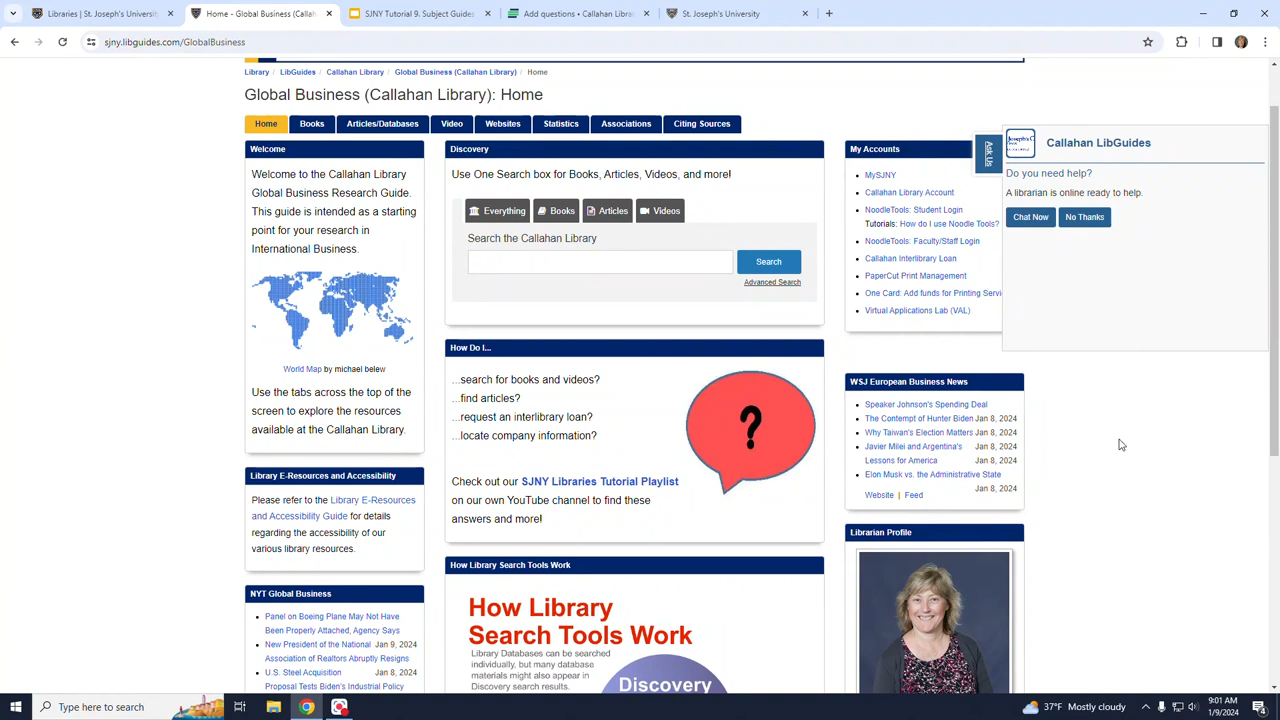 Libraries | St. Joseph's University
Home - Global Business (Callah
SJNY Tutorial 9. Subject Guides
Add questions • Callahan Librar
St. Joseph's University
sjny.libguides.com/GlobalBusiness
Library / LibGuides / Callahan Library / Global Business (Callahan Library) / Home
Global Business (Callahan Library): Home
Home
Books
Articles/Databases
Video
Websites
Statistics
Associations
Citing Sources
Welcome
Welcome to the Callahan Library
Global Business Research Guide.
This guide is intended as a starting
point for your research in
International Business.
World Map by michael belew
Use the tabs across the top of the
screen to explore the resources
available at the Callahan Library.
Library E-Resources and Accessibility
Please refer to the Library E-Resources
and Accessibility Guide for details
regarding the accessibility of our
various library resources.
NYT Global Business
Panel on Boeing Plane May Not Have
Been Properly Attached, Agency Says
New President of the National Jan 9, 2024
Association of Realtors Abruptly Resigns
U.S. Steel Acquisition Jan 8, 2024
Proposal Tests Biden's Industrial Policy
Discovery
Use One Search box for Books, Articles, Videos, and more!
Everything
Books
Articles
Videos
Search the Callahan Library
Search
Advanced Search
How Do I...
...search for books and videos?
...find articles?
...request an interlibrary loan?
...locate company information?
?
Check out our SJNY Libraries Tutorial Playlist
on our own YouTube channel to find these
answers and more!
How Library Search Tools Work
How Library
Search Tools Work
Library Databases can be searched
individually, but many database
materials might also appear in
Discovery search results.
Discovery
My Accounts
MySJNY
Callahan Library Account
NoodleTools: Student Login
Tutorials: How do I use Noodle Tools?
NoodleTools: Faculty/Staff Login
Callahan Interlibrary Loan
PaperCut Print Management
One Card: Add funds for Printing Servi
Virtual Applications Lab (VAL)
WSJ European Business News
Speaker Johnson's Spending Deal
The Contempt of Hunter Biden Jan 8, 2024
Why Taiwan's Election Matters Jan 8, 2024
Javier Milei and Argentina's Jan 8, 2024
Lessons for America Jan 8, 2024
Elon Musk vs. the Administrative State
Jan 8, 2024
Website | Feed
Librarian Profile
Ask Us
Callahan LibGuides
Do you need help?
A librarian is online ready to help.
Chat Now
No Thanks
Type here to search
37°F Mostly cloudy
9:01 AM
1/9/2024